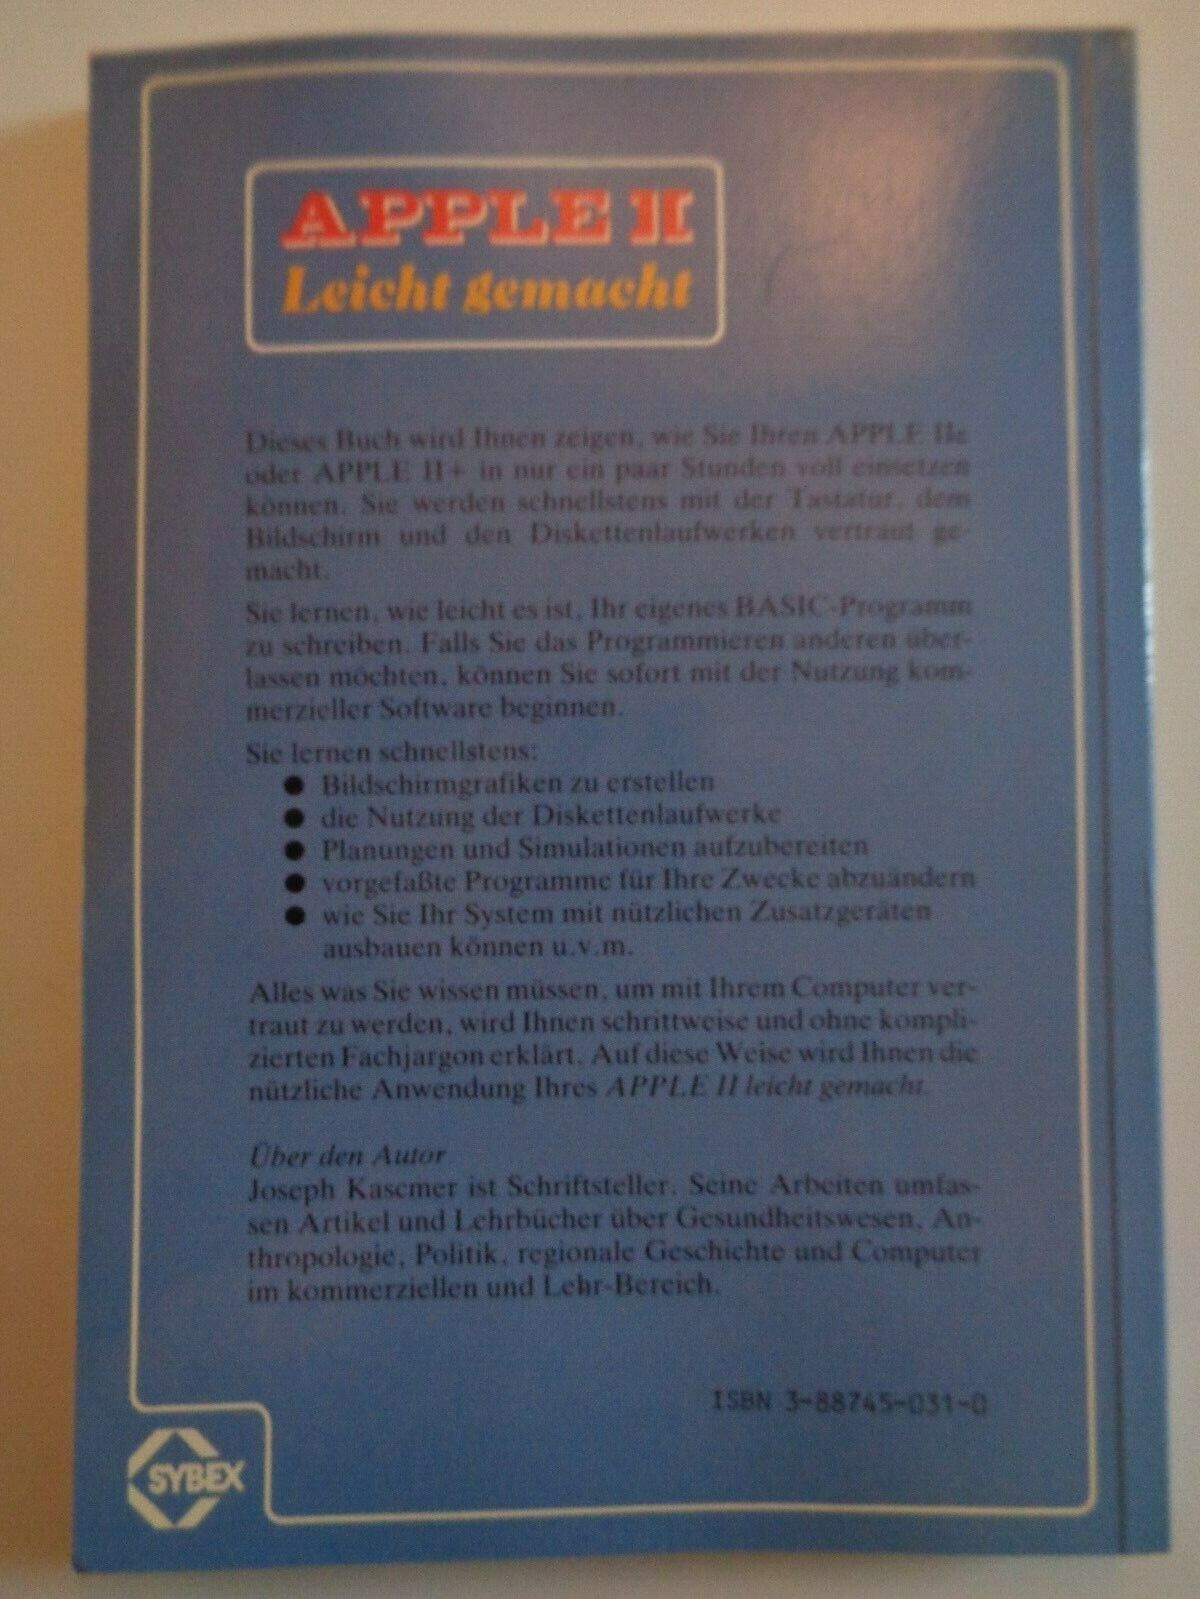 APPLE II
Leicht gemacht
Dieses Buch wird Ihnen zeigen, wie Sie Ihren APPLE IIe
oder APPLE II+ in nur ein paar Stunden voll einsetzen
können. Sie werden schnellstens mit der Tastatur, dem
Bildschirm und den Diskettenlaufwerken vertraut ge-
macht.
Sie lernen, wie leicht es ist, Ihr eigenes BASIC-Programm
zu schreiben. Falls Sie das Programmieren anderen über-
lassen möchten, können Sie sofort mit der Nutzung kom-
merzieller Software beginnen.
Sie lernen schnellstens:
● Bildschirmgrafiken zu erstellen
● die Nutzung der Diskettenlaufwerke
● Planungen und Simulationen aufzubereiten
● vorgefaßte Programme für Ihre Zwecke abzuändern
● wie Sie Ihr System mit nützlichen Zusatzgeräten
ausbauen können u.v.m.
Alles was Sie wissen müssen, um mit Ihrem Computer ver-
traut zu werden, wird Ihnen schrittweise und ohne kompli-
zierten Fachjargon erklärt. Auf diese Weise wird Ihnen die
nützliche Anwendung Ihres APPLE II leicht gemacht.
Über den Autor
Joseph Kascmer ist Schriftsteller. Seine Arbeiten umfas-
sen Artikel und Lehrbücher über Gesundheitswesen, An-
thropologie, Politik, regionale Geschichte und Computer
im kommerziellen und Lehr-Bereich.
ISBN 3-88745-031-0
SYBEX